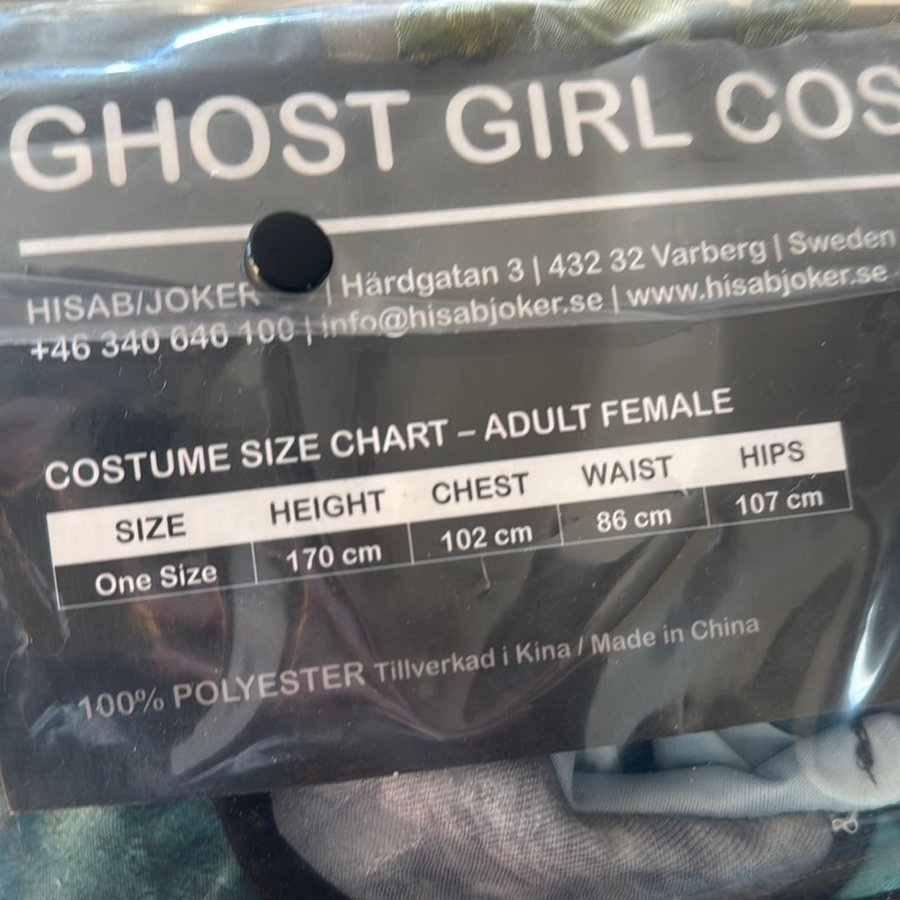 GHOST GIRL COS
HISAB/JOKER | Härdgatan 3 | 432 32 Varberg | Sweden
+46 340 646 100 | info@hisabjoker.se | www.hisabjoker.se
COSTUME SIZE CHART – ADULT FEMALE
SIZE HEIGHT CHEST WAIST HIPS
One Size 170 cm 102 cm 86 cm 107 cm
100% POLYESTER Tillverkad i Kina / Made in China